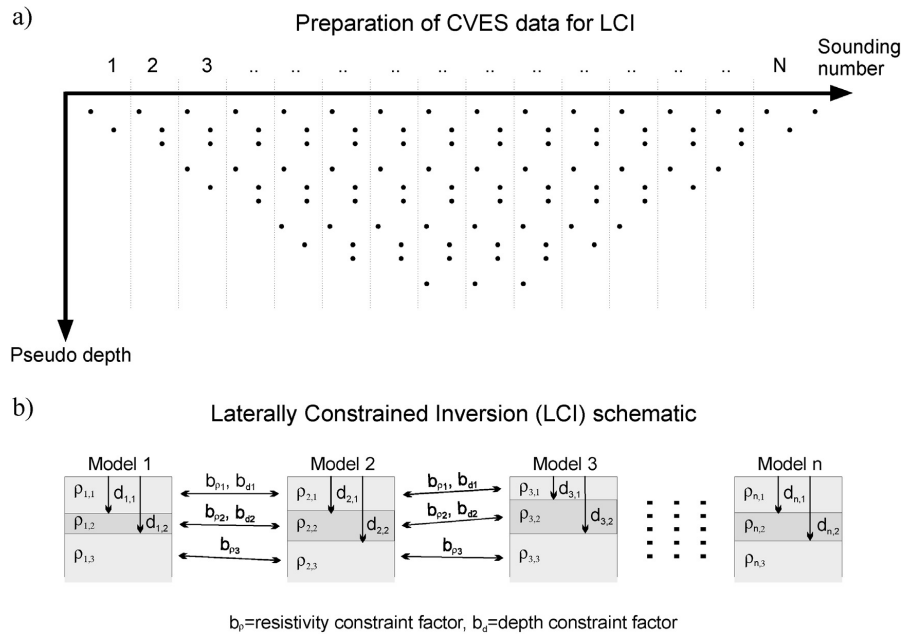 a)
Preparation of CVES data for LCI
1 2 3 .. .. .. .. .. .. .. .. .. .. .. N
Sounding
number
Pseudo depth
b)
Laterally Constrained Inversion (LCI) schematic
Model 1 Model 2 Model 3 Model n
ρ1,1 d1,1 bρ1, bd1 ρ2,1 d2,1 bρ1, bd1 ρ3,1 d3,1 ρn,1 dn,1
ρ1,2 d1,2 bρ2, bd2 ρ2,2 d2,2 bρ2, bd2 ρ3,2 d3,2 ρn,2 dn,2
ρ1,3 bρ3 ρ2,3 bρ3 ρ3,3 ρn,3
bρ=resistivity constraint factor, bd=depth constraint factor